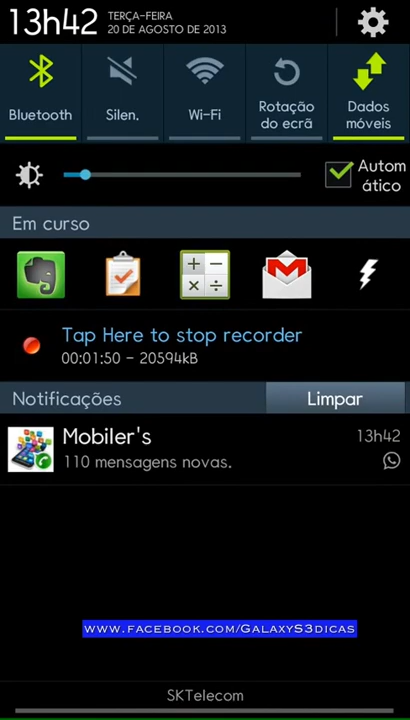 13h42
TERÇA-FEIRA
20 DE AGOSTO DE 2013
Bluetooth
Silen.
Wi-Fi
Rotação
do ecrã
Dados
móveis
Autom
ático
Em curso
Tap Here to stop recorder
00:01:50 - 20594kB
Notificações
Limpar
Mobiler's
13h42
110 mensagens novas.
WWW.FACEBOOK.COM/GALAXYS3DICAS
SKTelecom